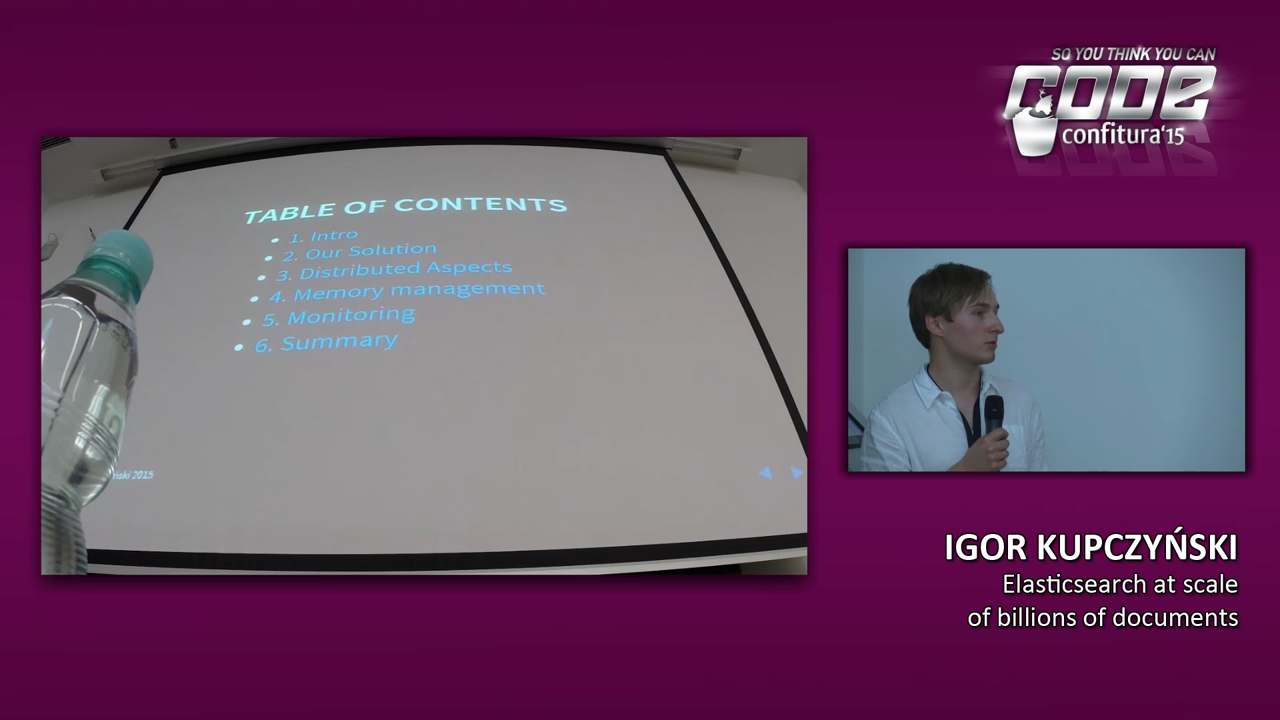 SO YOU THINK YOU CAN
CODE
confitura'15
TABLE OF CONTENTS
1. Intro
2. Our Solution
3. Distributed Aspects
4. Memory management
5. Monitoring
6. Summary
2015
IGOR KUPCZYŃSKI
Elasticsearch at scale
of billions of documents